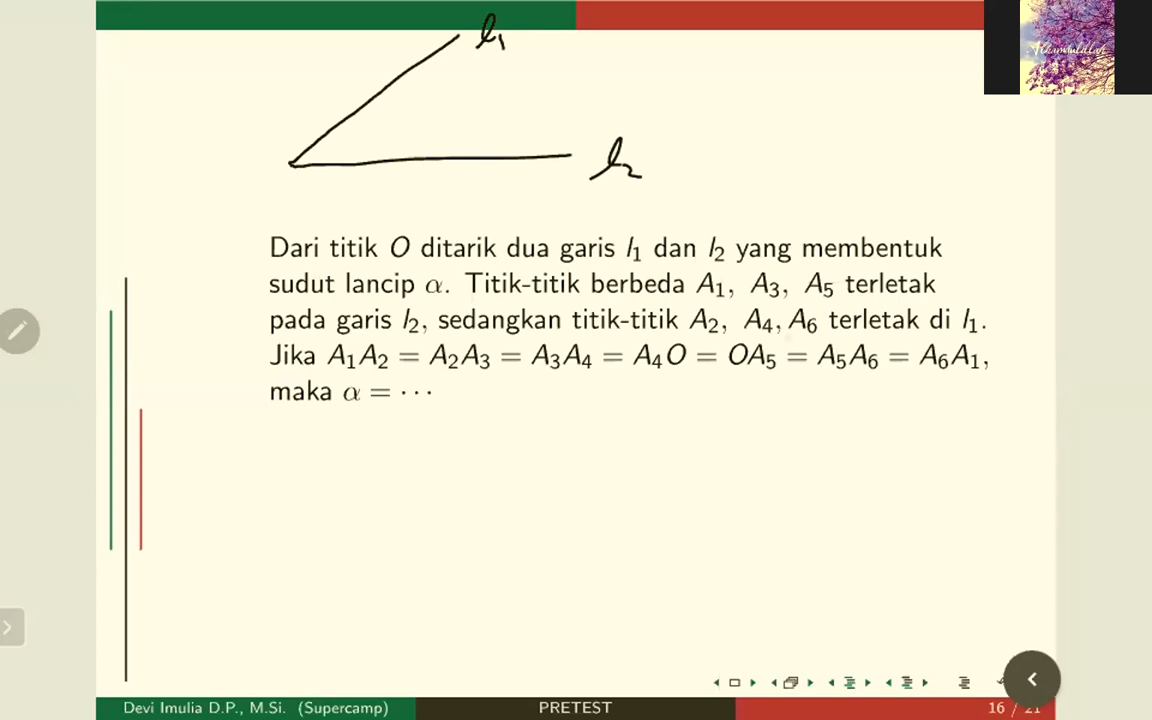 l₁
l₂
Alhamdulillah
Dari titik O ditarik dua garis l₁ dan l₂ yang membentuk
sudut lancip α. Titik-titik berbeda A₁, A₃, A₅ terletak
pada garis l₂, sedangkan titik-titik A₂, A₄, A₆ terletak di l₁.
Jika A₁A₂ = A₂A₃ = A₃A₄ = A₄O = OA₅ = A₅A₆ = A₆A₁,
maka α = ⋯
Devi Imulia D.P., M.Si. (Supercamp) PRETEST 16 / 21